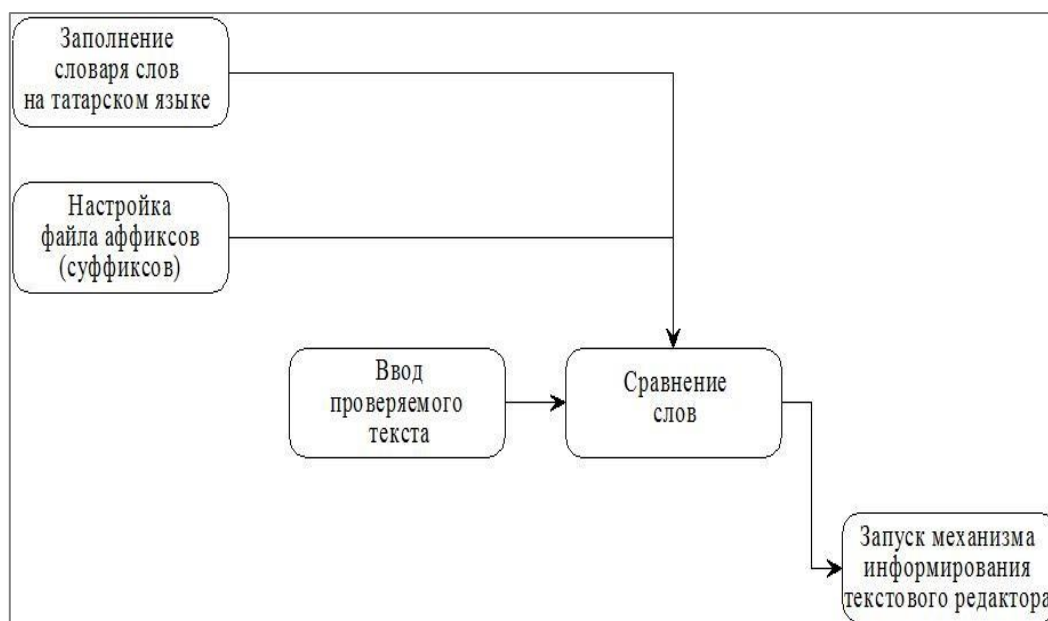 Заполнение
словаря слов
на татарском языке
Настройка
файла аффиксов
(суффиксов)
Ввод
проверяемого
текста
Сравнение
слов
Запуск механизма
информирования
текстового редактора